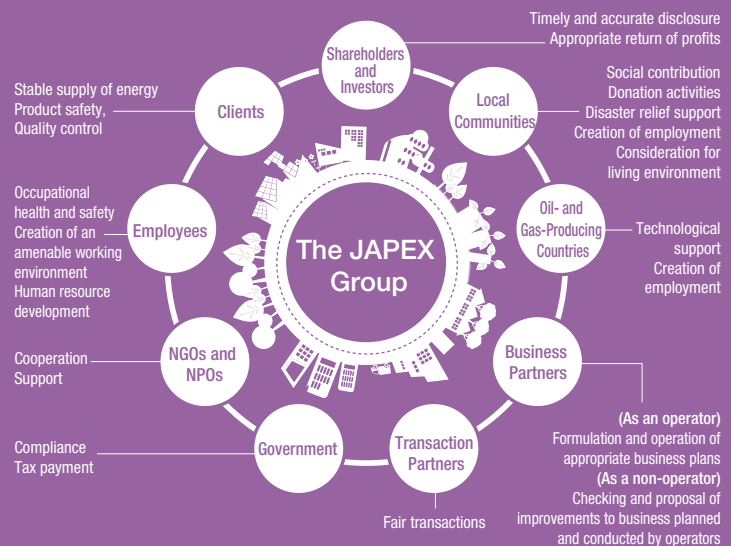 Timely and accurate disclosure
Appropriate return of profits
Shareholders
and
Investors
Social contribution
Donation activities
Disaster relief support
Creation of employment
Consideration for
living environment
Local
Communities
Stable supply of energy
Product safety,
Quality control
Clients
Occupational
health and safety
Creation of an
amenable working
environment
Human resource
development
Employees
Oil- and
Gas-Producing
Countries
Technological
support
Creation of
employment
The JAPEX
Group
Cooperation
Support
NGOs and
NPOs
Business
Partners
(As an operator)
Formulation and operation of
appropriate business plans
(As a non-operator)
Checking and proposal of
improvements to business planned
and conducted by operators
Compliance
Tax payment
Government
Transaction
Partners
Fair transactions